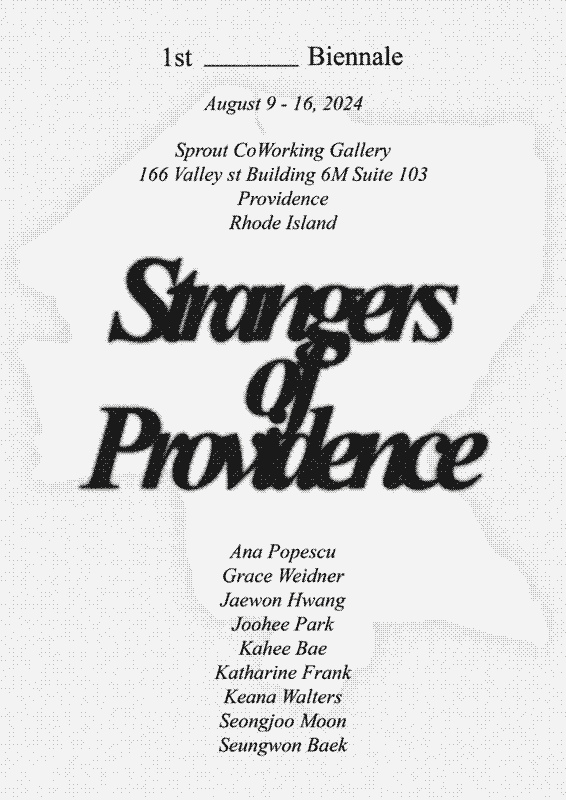 1st _______ Biennale
August 9 - 16, 2024
Sprout CoWorking Gallery
166 Valley st Building 6M Suite 103
Providence
Rhode Island
Strangers
of
Providence
Ana Popescu
Grace Weidner
Jaewon Hwang
Joohee Park
Kahee Bae
Katharine Frank
Keana Walters
Seongjoo Moon
Seungwon Baek